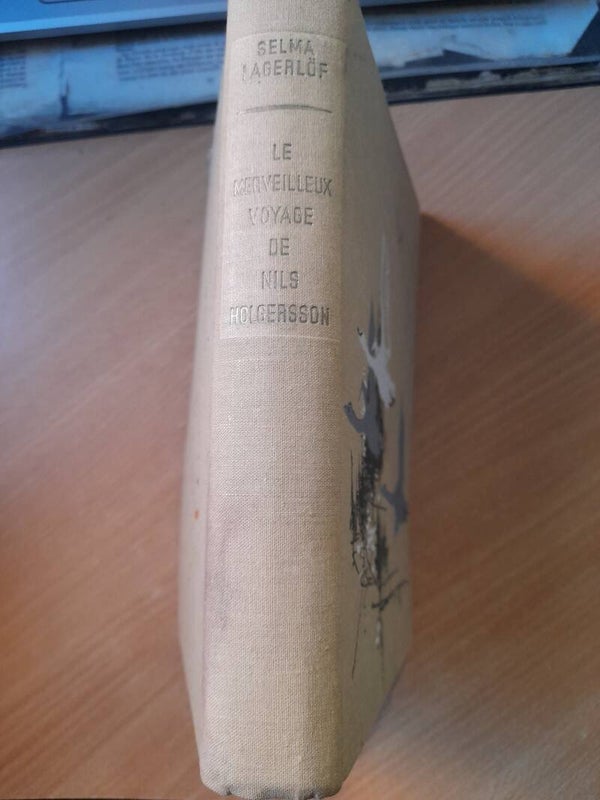 SELMA
LAGERLÖF
LE
MERVEILLEUX
VOYAGE
DE
NILS
HOLGERSSON